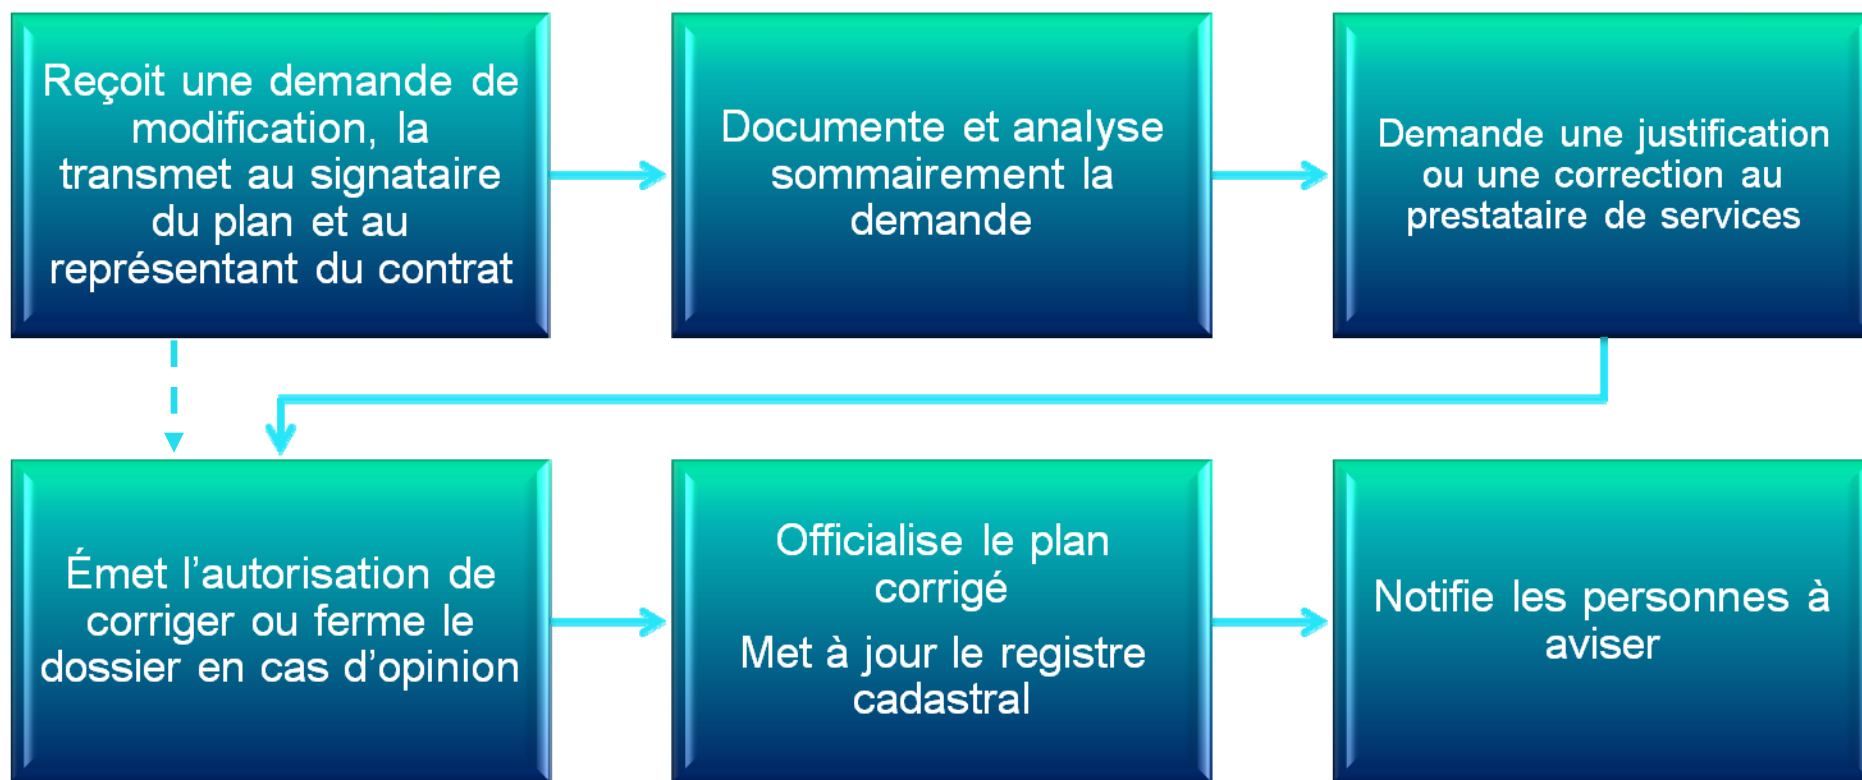 Reçoit une demande de
modification, la
transmet au signataire
du plan et au
représentant du contrat
Documente et analyse
sommairement la
demande
Demande une justification
ou une correction au
prestataire de services
Émet l’autorisation de
corriger ou ferme le
dossier en cas d’opinion
Officialise le plan
corrigé
Met à jour le registre
cadastral
Notifie les personnes à
aviser